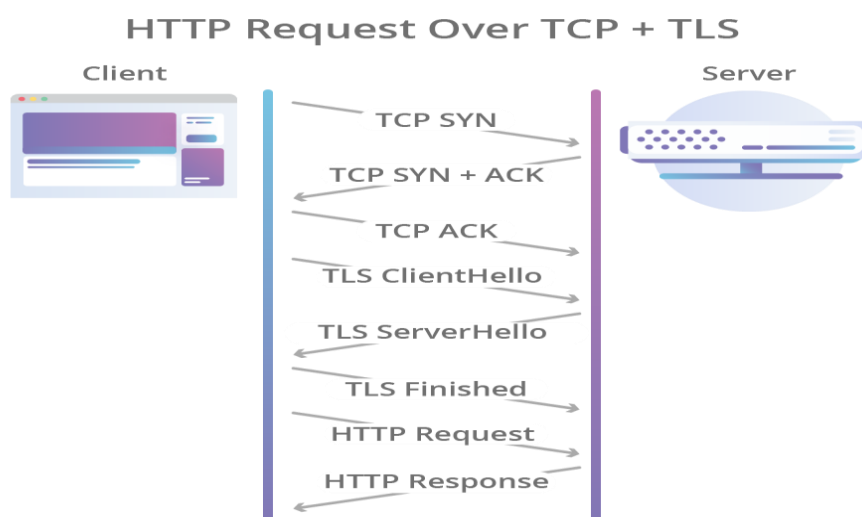 HTTP Request Over TCP + TLS
Client
Server
TCP SYN
TCP SYN + ACK
TCP ACK
TLS ClientHello
TLS ServerHello
TLS Finished
HTTP Request
HTTP Response